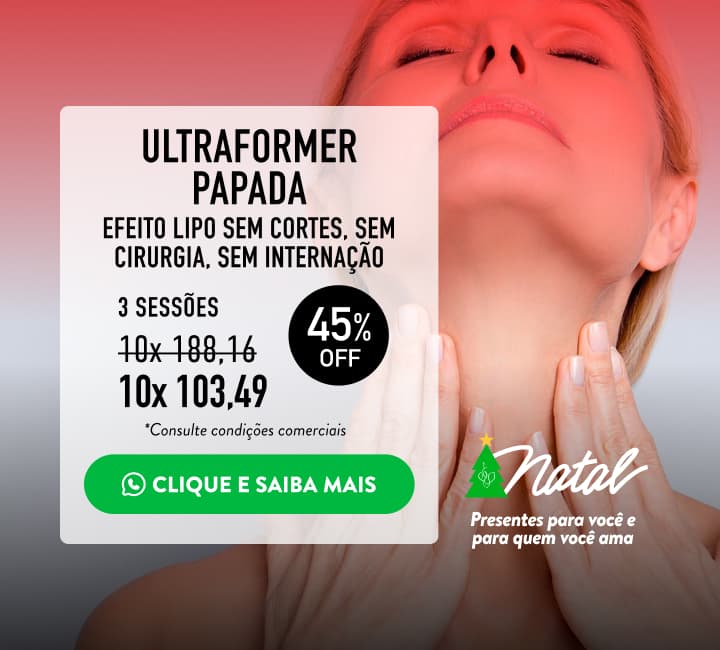 ULTRAFORMER
PAPADA
EFEITO LIPO SEM CORTES, SEM
CIRURGIA, SEM INTERNAÇÃO
3 SESSÕES
10x 188,16
10x 103,49
45%
OFF
*Consulte condições comerciais
CLIQUE E SAIBA MAIS
Natal
Presentes para você e
para quem você ama